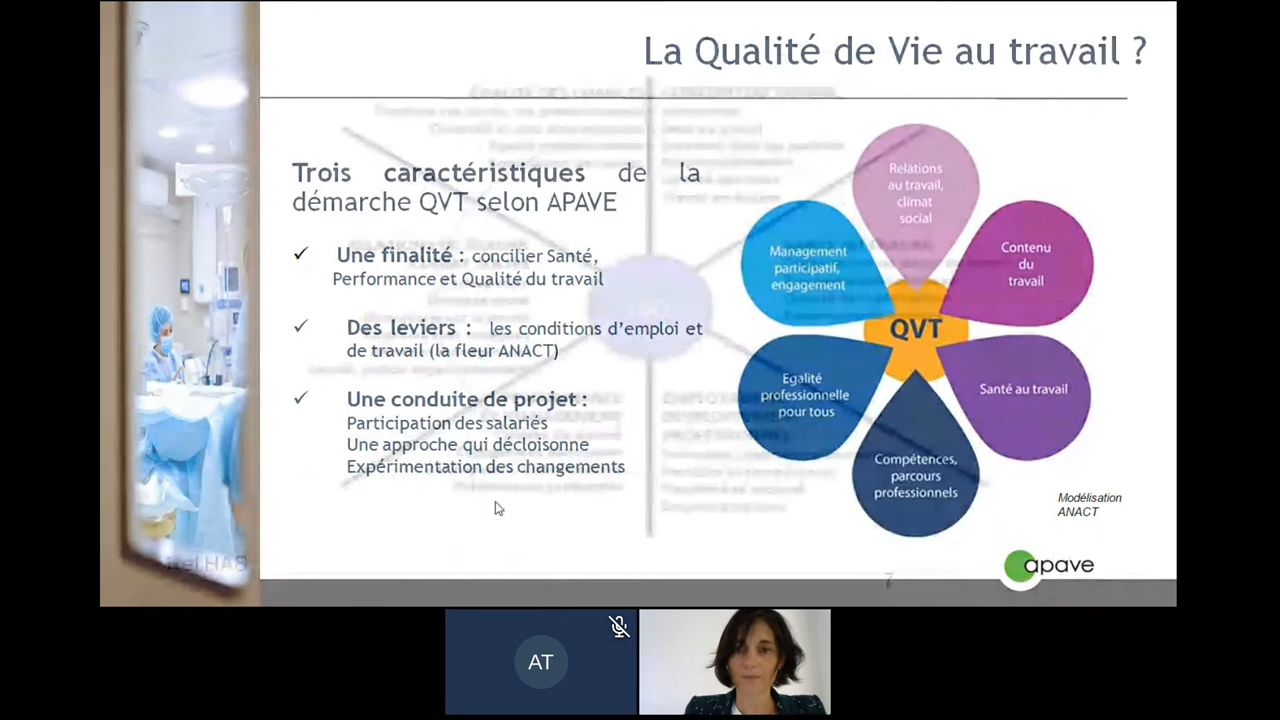 La Qualité de Vie au travail ?
Trois caractéristiques de la
démarche QVT selon APAVE
Une finalité : concilier Santé,
Performance et Qualité du travail
Des leviers : les conditions d’emploi et
de travail (la fleur ANACT)
Une conduite de projet :
Participation des salariés
Une approche qui décloisonne
Expérimentation des changements
Relations
au travail,
climat
social
Management
participatif,
engagement
Contenu
du
travail
QVT
Egalité
professionnelle
pour tous
Santé au travail
Compétences,
parcours
professionnels
Modélisation
ANACT
apave
7
AT